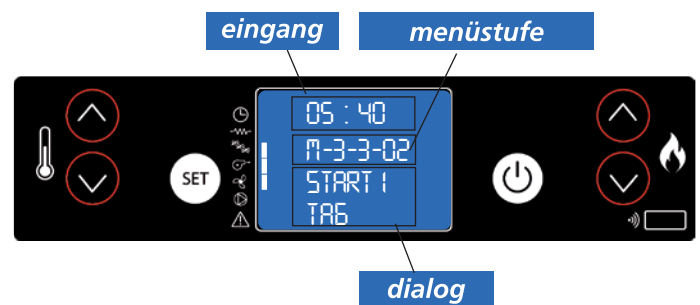 eingang
menüstufe
05 : 40
M-3-3-02
SET
START 1
TAG
dialog